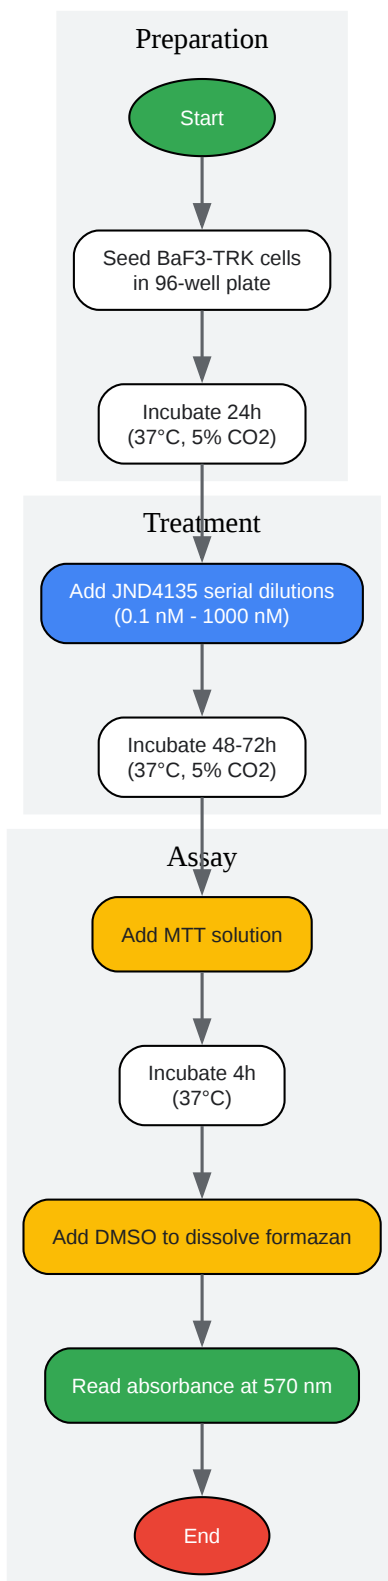 Preparation
Start
Seed BaF3-TRK cells
in 96-well plate
Incubate 24h
(37°C, 5% CO2)
Treatment
Add JND4135 serial dilutions
(0.1 nM - 1000 nM)
Incubate 48-72h
(37°C, 5% CO2)
Assay
Add MTT solution
Incubate 4h
(37°C)
Add DMSO to dissolve formazan
Read absorbance at 570 nm
End